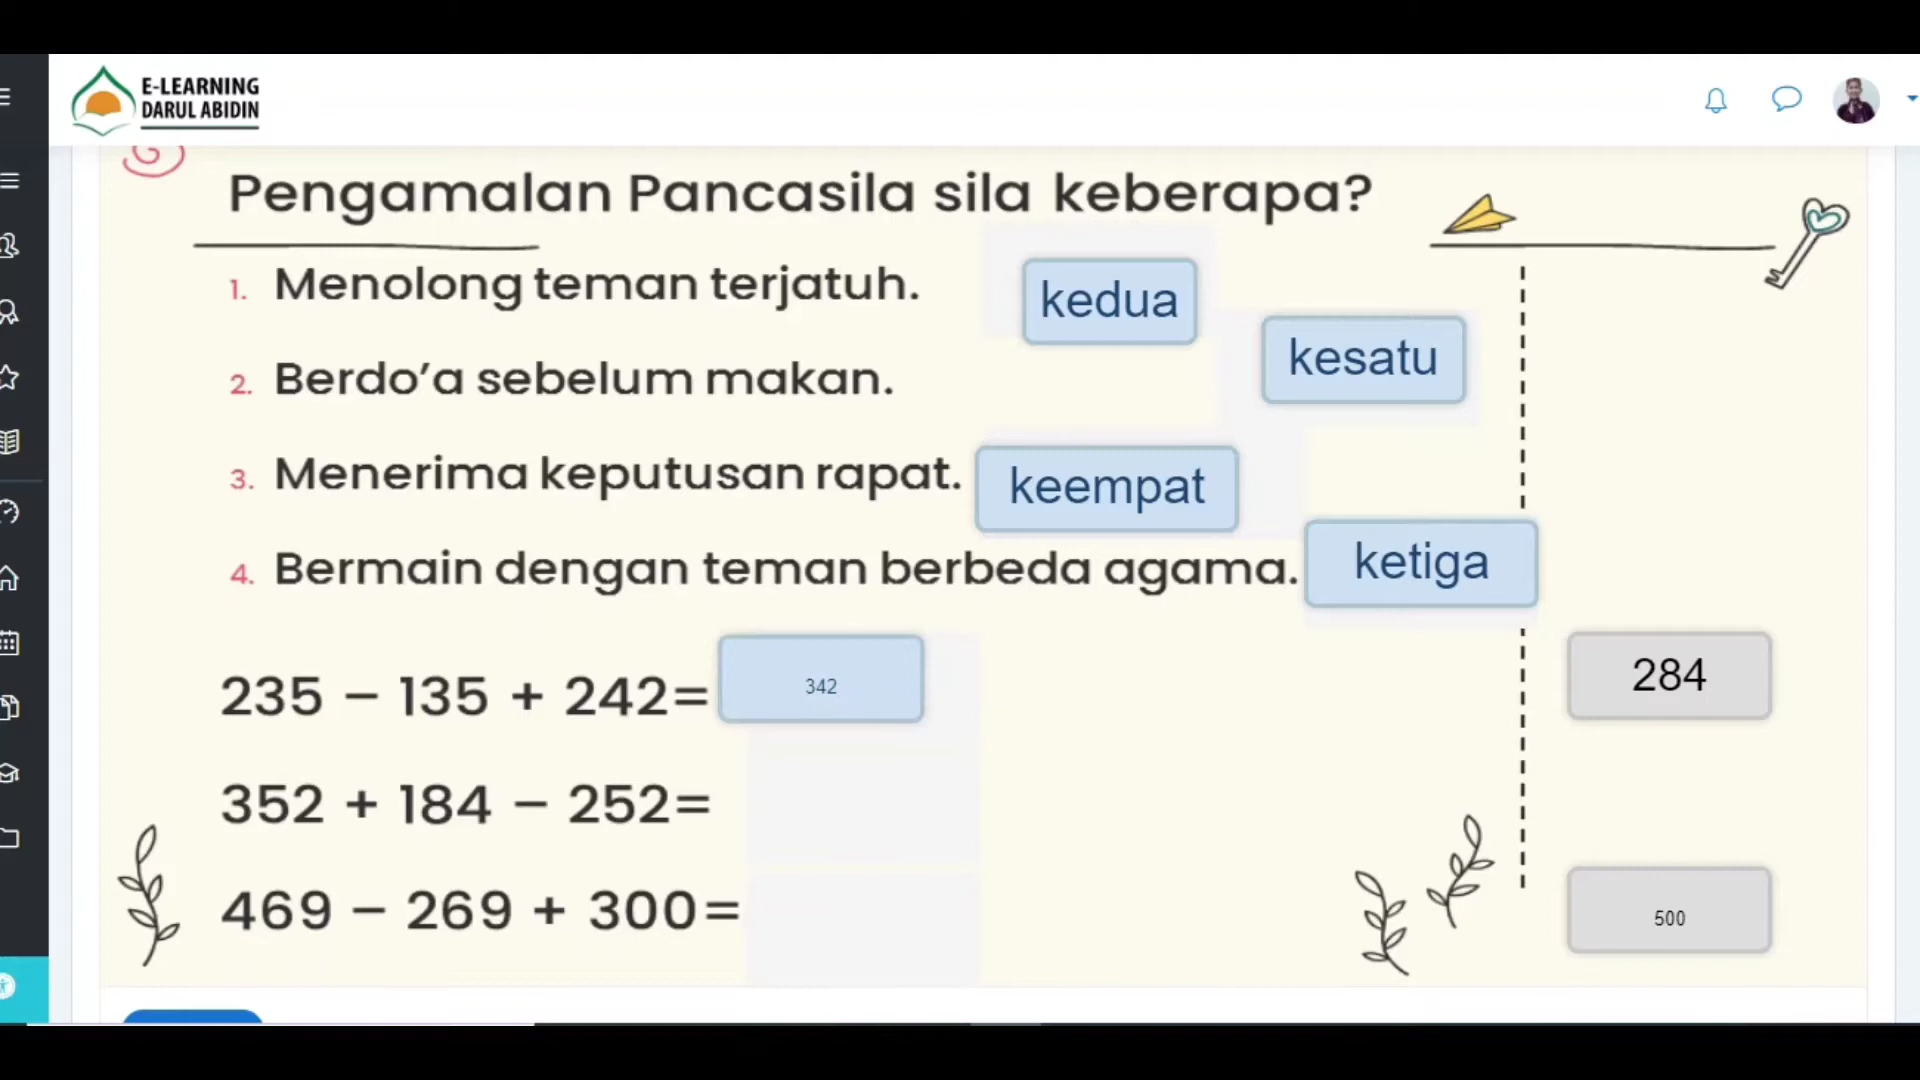 E-LEARNING
DARUL ABIDIN
Pengamalan Pancasila sila keberapa?
1. Menolong teman terjatuh. kedua
2. Berdo’a sebelum makan. kesatu
3. Menerima keputusan rapat. keempat
4. Bermain dengan teman berbeda agama. ketiga
235 – 135 + 242= 342
284
352 + 184 – 252=
469 – 269 + 300=
500